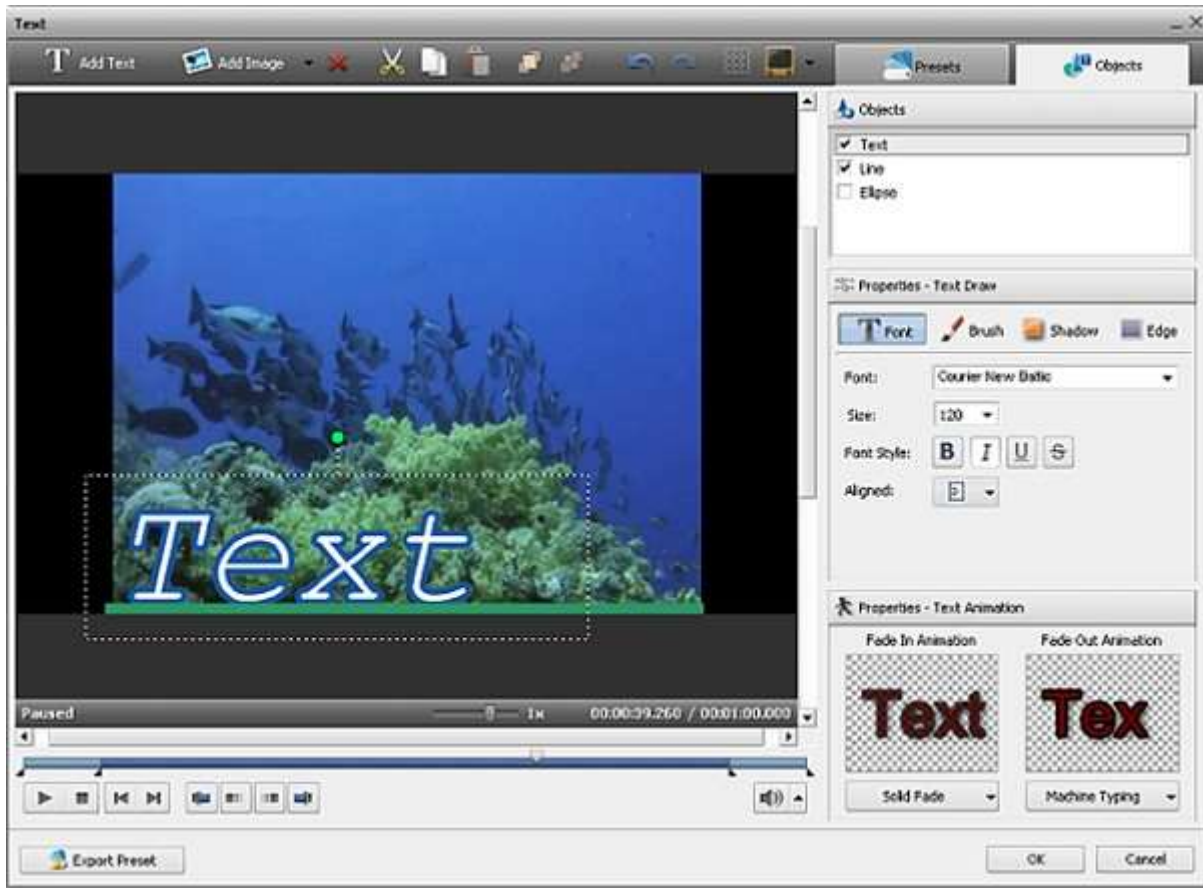 Text
Add Text Add Image Presets Objects
Objects
Text
Line
Elipse
Properties - Text Draw
Font Brush Shadow Edge
Font: Courier New Baltic
Size: 120
Font Style: B I U S
Aligned:
Text
Properties - Text Animation
Fade In Animation Fade Out Animation
Text Tex
Paused 1x 00:00:39.260 / 00:01:00.000
Solid Fade Machine Typing
Export Preset OK Cancel